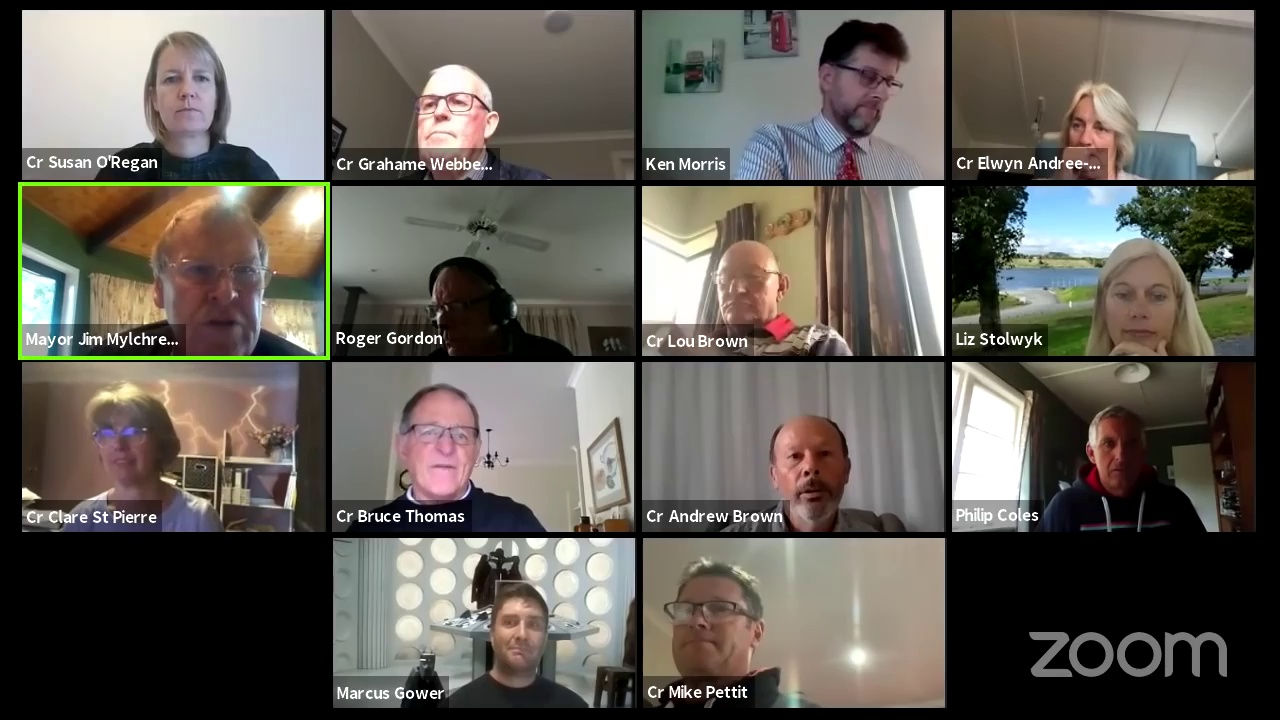 Cr Susan O'Regan
Cr Grahame Webbe...
Ken Morris
Cr Elwyn Andree-...
Mayor Jim Mylchre...
Roger Gordon
Cr Lou Brown
Liz Stolwyk
Cr Clare St Pierre
Cr Bruce Thomas
Cr Andrew Brown
Philip Coles
Marcus Gower
Cr Mike Pettit
zoom